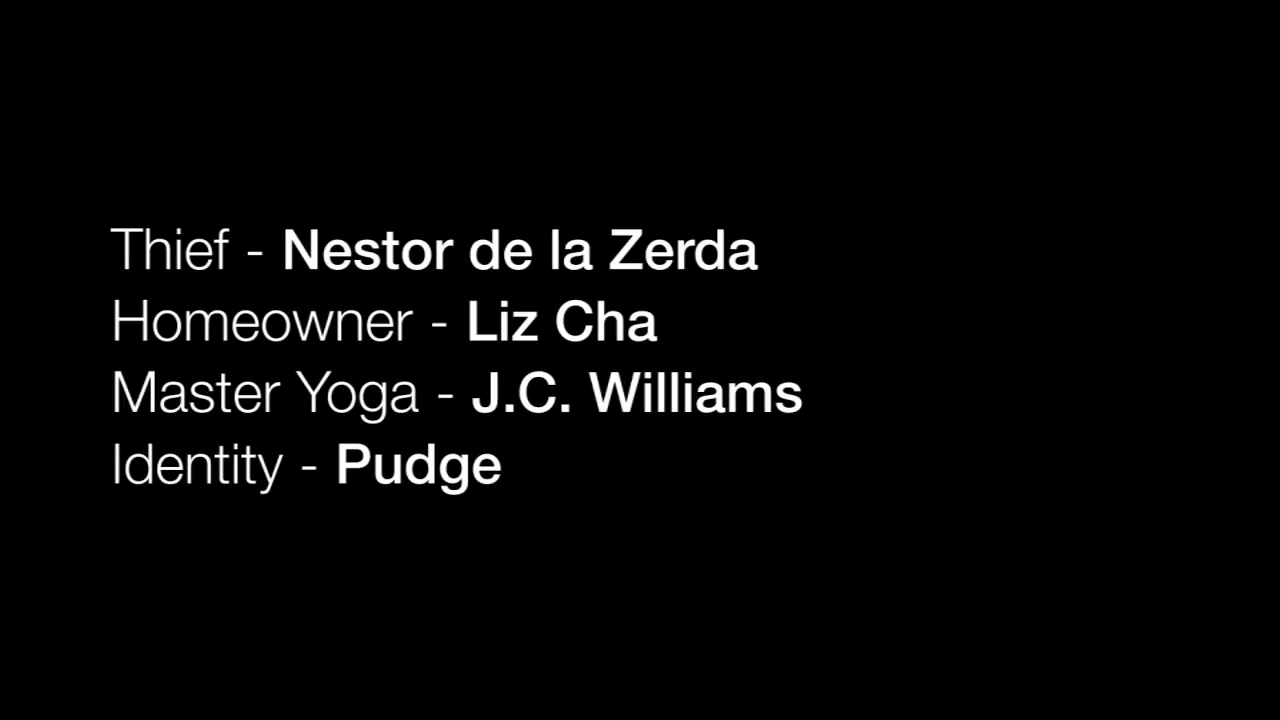 Thief - Nestor de la Zerda
Homeowner - Liz Cha
Master Yoga - J.C. Williams
Identity - Pudge